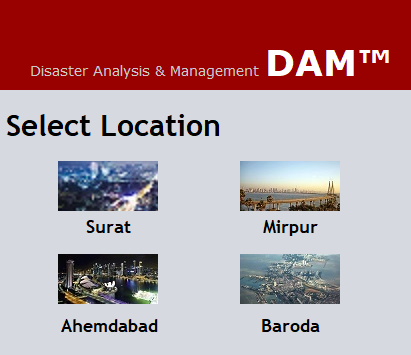 Disaster Analysis & Management DAM™
Select Location
Surat Mirpur
Ahemdabad Baroda